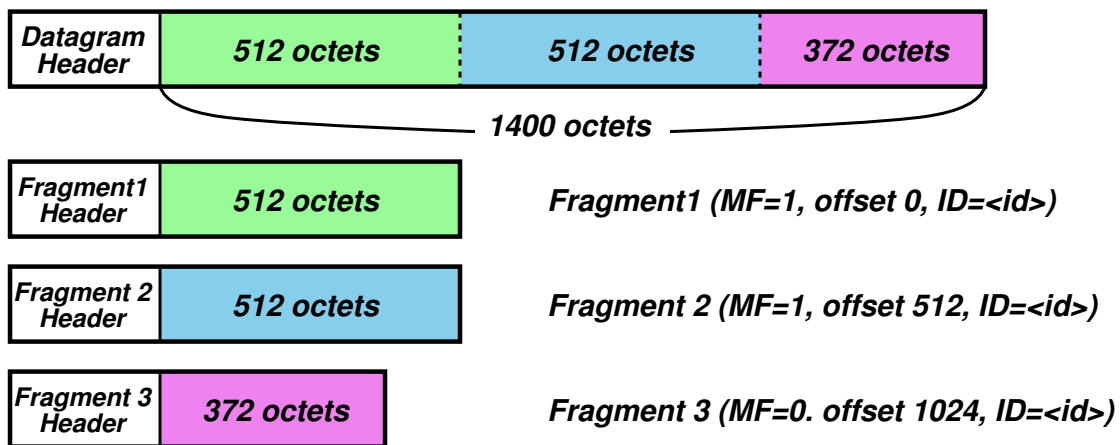 Datagram
Header
512 octets
512 octets
372 octets
1400 octets
Fragment1
Header
512 octets
Fragment1 (MF=1, offset 0, ID=<id>)
Fragment 2
Header
512 octets
Fragment 2 (MF=1, offset 512, ID=<id>)
Fragment 3
Header
372 octets
Fragment 3 (MF=0. offset 1024, ID=<id>)